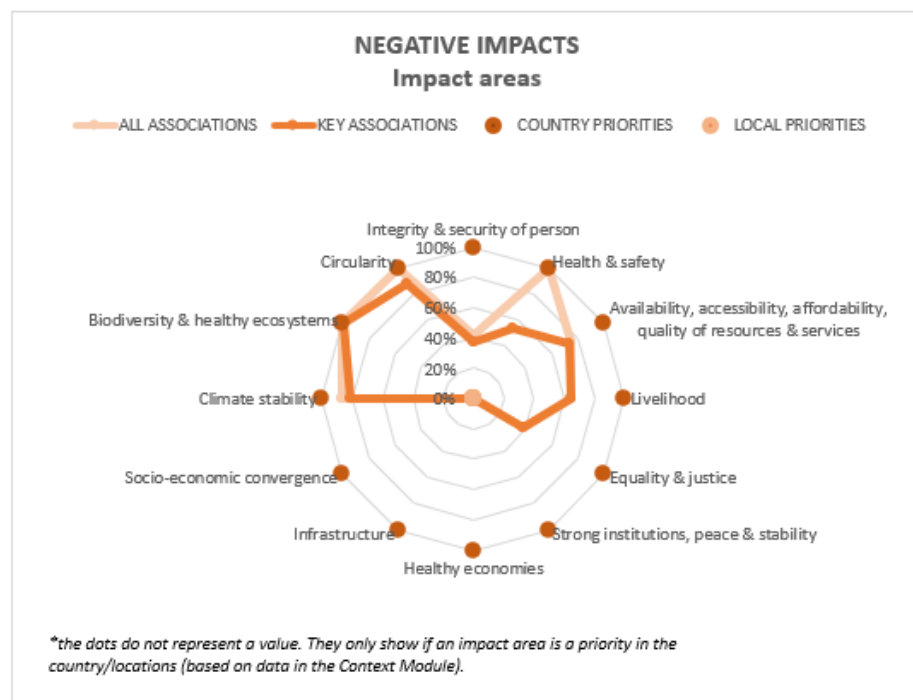 NEGATIVE IMPACTS
Impact areas
ALL ASSOCIATIONS
KEY ASSOCIATIONS
COUNTRY PRIORITIES
LOCAL PRIORITIES
Integrity & security of person
100%
80%
60%
40%
20%
0%
Health & safety
Availability, accessibility, affordability,
quality of resources & services
Livelihood
Equality & justice
Strong institutions, peace & stability
Healthy economies
Infrastructure
Socio-economic convergence
Climate stability
Biodiversity & healthy ecosystems
Circularity
*the dots do not represent a value. They only show if an impact area is a priority in the
country/locations (based on data in the Context Module).